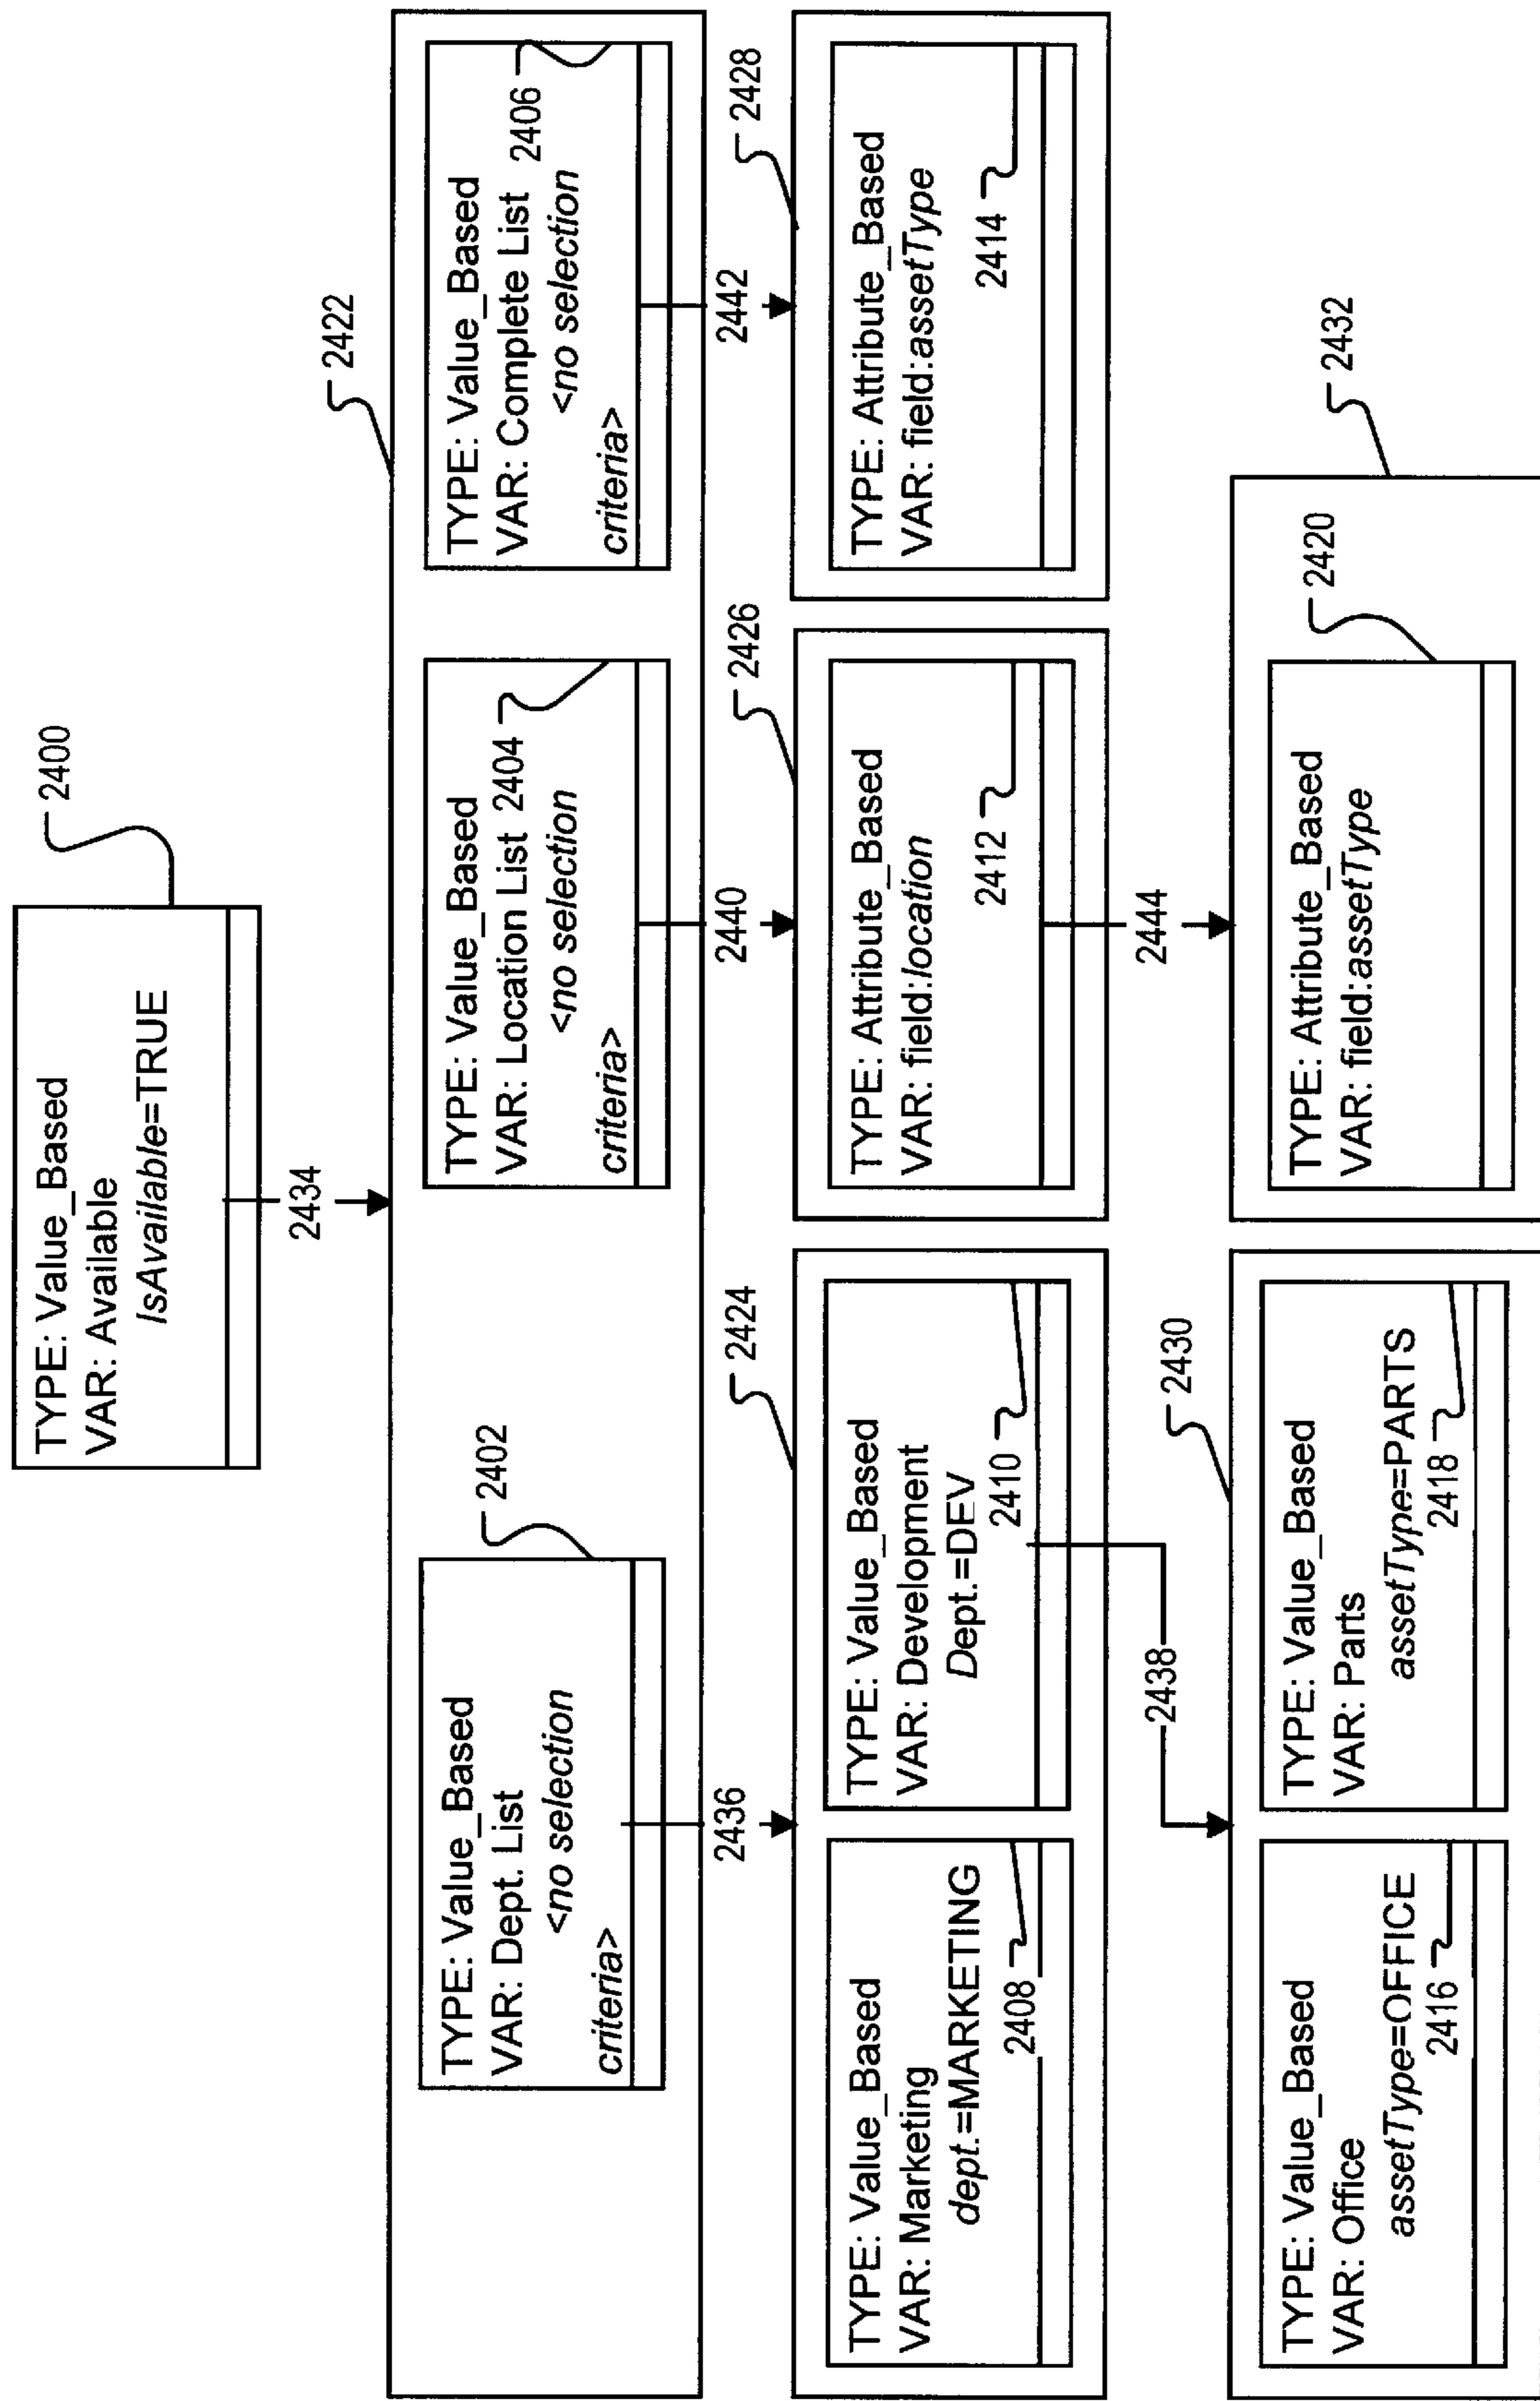 TYPE: Value_Based
VAR: Available
IsAvailable=TRUE
2400
2434
2422
TYPE: Value_Based
VAR: Dept. List
<no selection
criteria>
2402
TYPE: Value_Based
VAR: Location List 2404
<no selection
criteria>
TYPE: Value_Based
VAR: Complete List 2406
<no selection
criteria>
2436
2440
2442
2424
2426
2428
TYPE: Value_Based
VAR: Marketing
dept.=MARKETING
2408
TYPE: Value_Based
VAR: Development
Dept.=DEV
2410
TYPE: Attribute_Based
VAR: field:location
2412
TYPE: Attribute_Based
VAR: field:assetType
2414
2438
2444
2430
2432
TYPE: Value_Based
VAR: Office
assetType=OFFICE
2416
TYPE: Value_Based
VAR: Parts
assetType=PARTS
2418
TYPE: Attribute_Based
VAR: field:assetType
2420